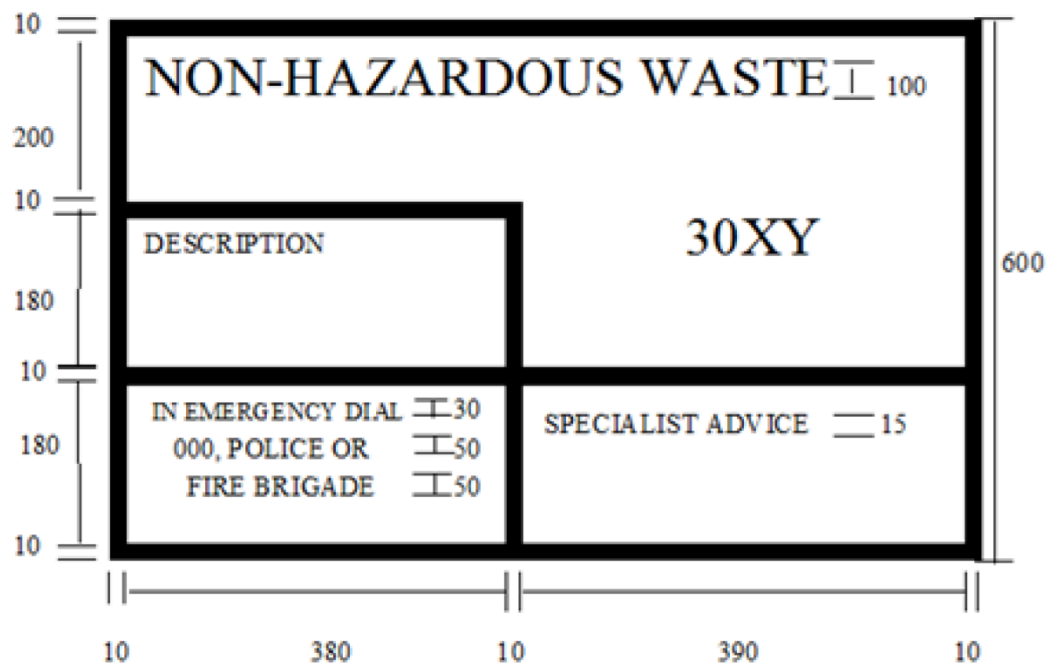 10
NON-HAZARDOUS WASTE 100
200
10
DESCRIPTION 30XY
600
180
10
IN EMERGENCY DIAL 30
SPECIALIST ADVICE 15
180
000, POLICE OR 50
FIRE BRIGADE 50
10
10 380 10 390 10